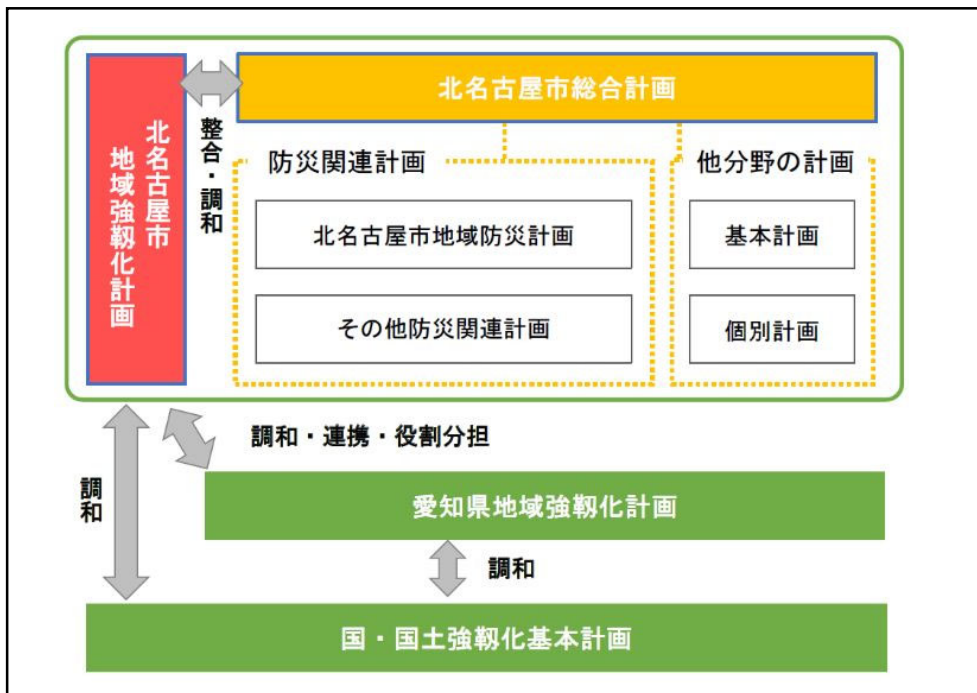 北名古屋市
地域強靱化計画
整合・調和
北名古屋市総合計画
防災関連計画
北名古屋市地域防災計画
その他防災関連計画
他分野の計画
基本計画
個別計画
調和・連携・役割分担
調和
愛知県地域強靱化計画
調和
国・国土強靱化基本計画